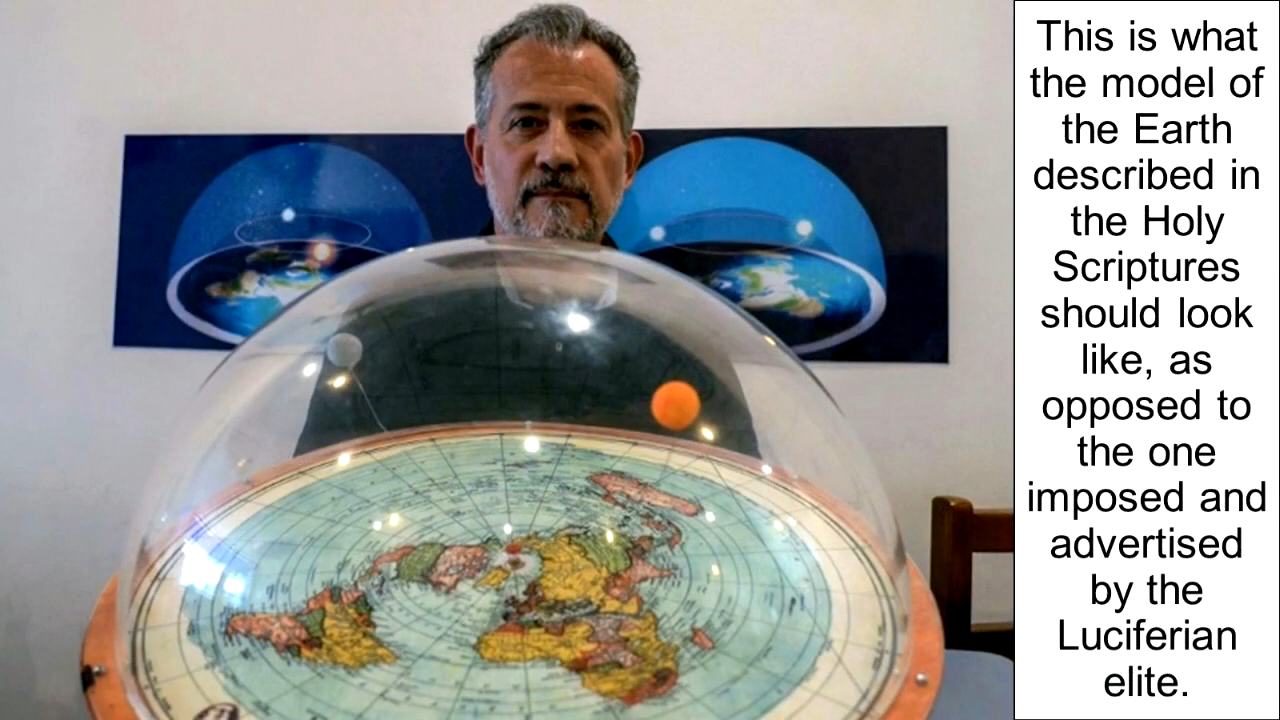 This is what
the model of
the Earth
described in
the Holy
Scriptures
should look
like, as
opposed to
the one
imposed and
advertised
by the
Luciferian
elite.